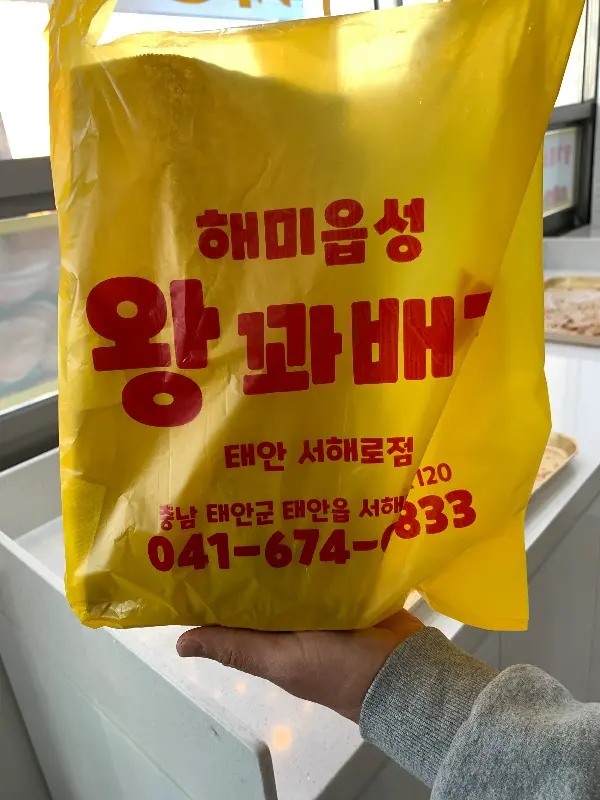 해미읍성
왕꽈배
태안 서해로점
충남 태안군 태안읍 서해 120
041-674- 833